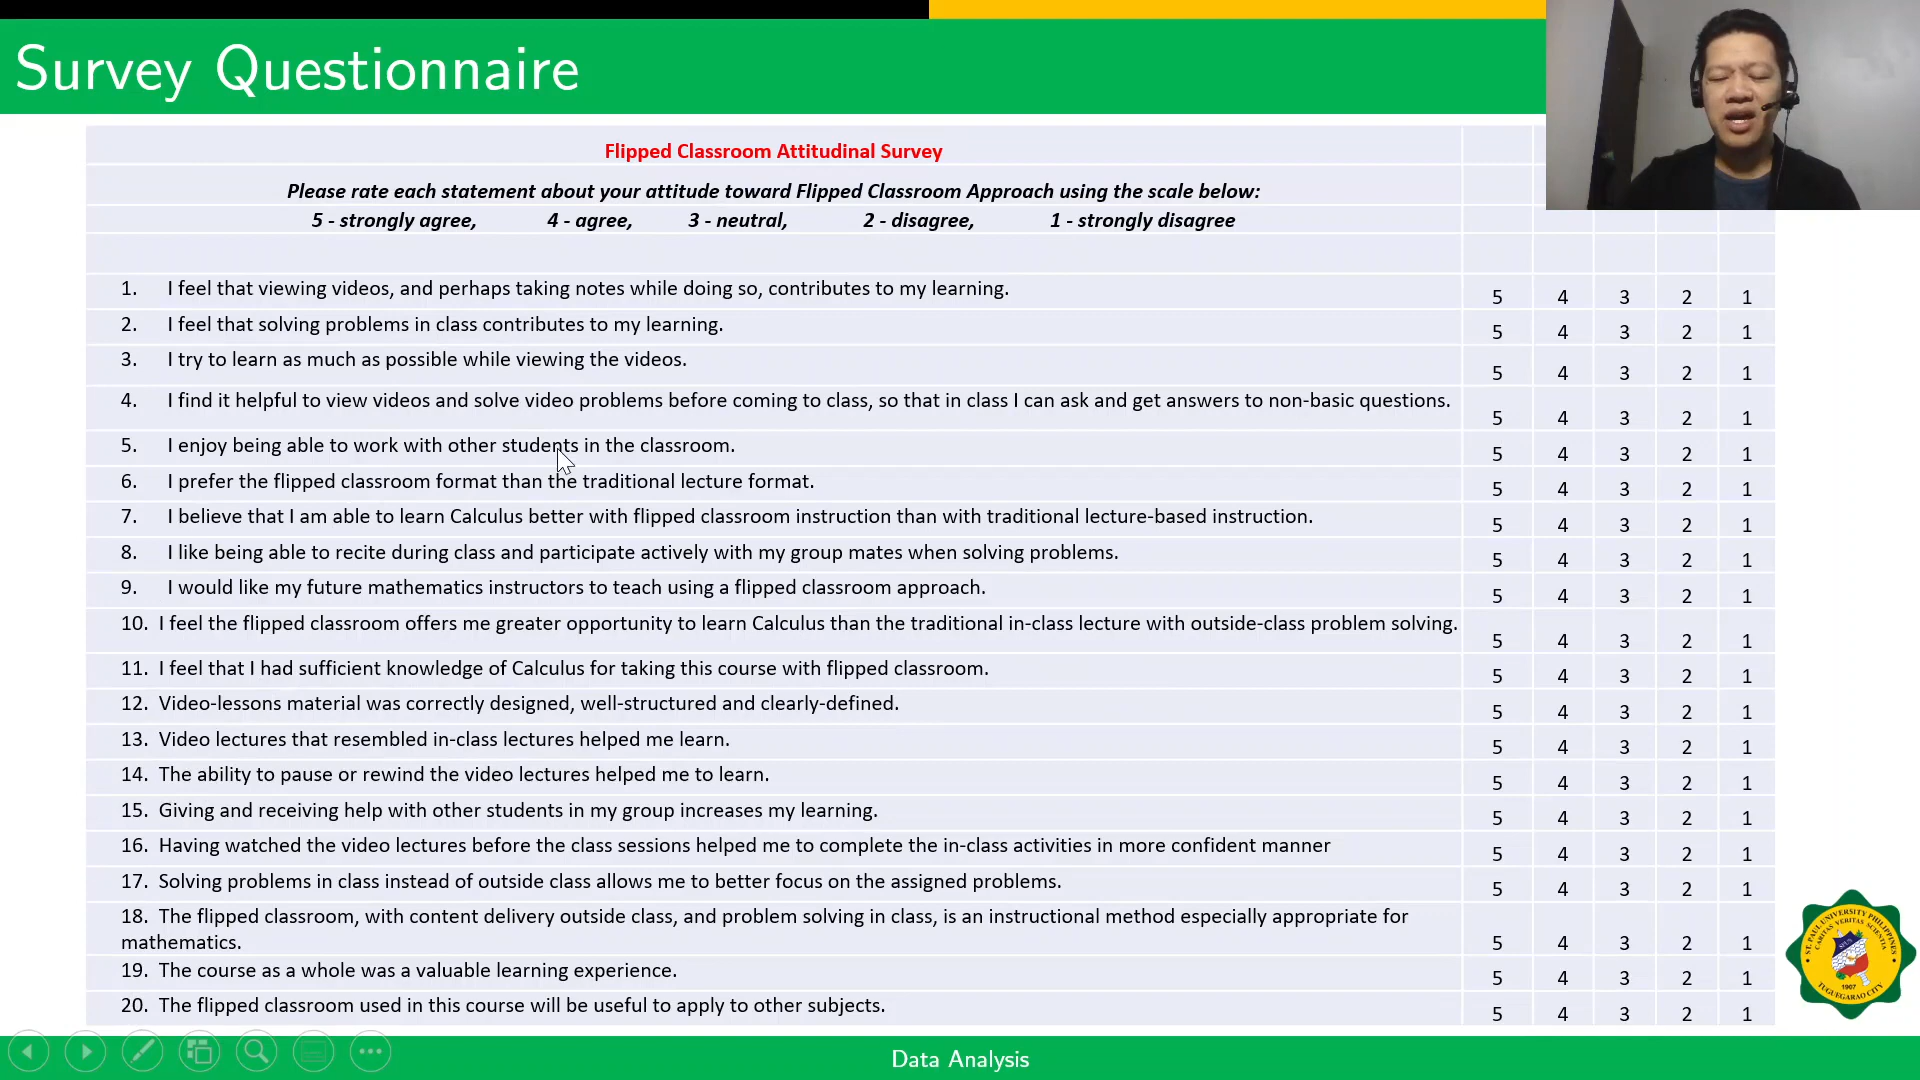 Survey Questionnaire
Flipped Classroom Attitudinal Survey
Please rate each statement about your attitude toward Flipped Classroom Approach using the scale below:
5 - strongly agree, 4 - agree, 3 - neutral, 2 - disagree, 1 - strongly disagree
1. I feel that viewing videos, and perhaps taking notes while doing so, contributes to my learning. 5 4 3 2 1
2. I feel that solving problems in class contributes to my learning. 5 4 3 2 1
3. I try to learn as much as possible while viewing the videos. 5 4 3 2 1
4. I find it helpful to view videos and solve video problems before coming to class, so that in class I can ask and get answers to non-basic questions. 5 4 3 2 1
5. I enjoy being able to work with other students in the classroom. 5 4 3 2 1
6. I prefer the flipped classroom format than the traditional lecture format. 5 4 3 2 1
7. I believe that I am able to learn Calculus better with flipped classroom instruction than with traditional lecture-based instruction. 5 4 3 2 1
8. I like being able to recite during class and participate actively with my group mates when solving problems. 5 4 3 2 1
9. I would like my future mathematics instructors to teach using a flipped classroom approach. 5 4 3 2 1
10. I feel the flipped classroom offers me greater opportunity to learn Calculus than the traditional in-class lecture with outside-class problem solving. 5 4 3 2 1
11. I feel that I had sufficient knowledge of Calculus for taking this course with flipped classroom. 5 4 3 2 1
12. Video-lessons material was correctly designed, well-structured and clearly-defined. 5 4 3 2 1
13. Video lectures that resembled in-class lectures helped me learn. 5 4 3 2 1
14. The ability to pause or rewind the video lectures helped me to learn. 5 4 3 2 1
15. Giving and receiving help with other students in my group increases my learning. 5 4 3 2 1
16. Having watched the video lectures before the class sessions helped me to complete the in-class activities in more confident manner 5 4 3 2 1
17. Solving problems in class instead of outside class allows me to better focus on the assigned problems. 5 4 3 2 1
18. The flipped classroom, with content delivery outside class, and problem solving in class, is an instructional method especially appropriate for
mathematics. 5 4 3 2 1
19. The course as a whole was a valuable learning experience. 5 4 3 2 1
20. The flipped classroom used in this course will be useful to apply to other subjects. 5 4 3 2 1
ST. PAUL UNIVERSITY PHILIPPINES
CARITAS VERITAS SCIENTIA
1907
TUGUEGARAO CITY
Data Analysis